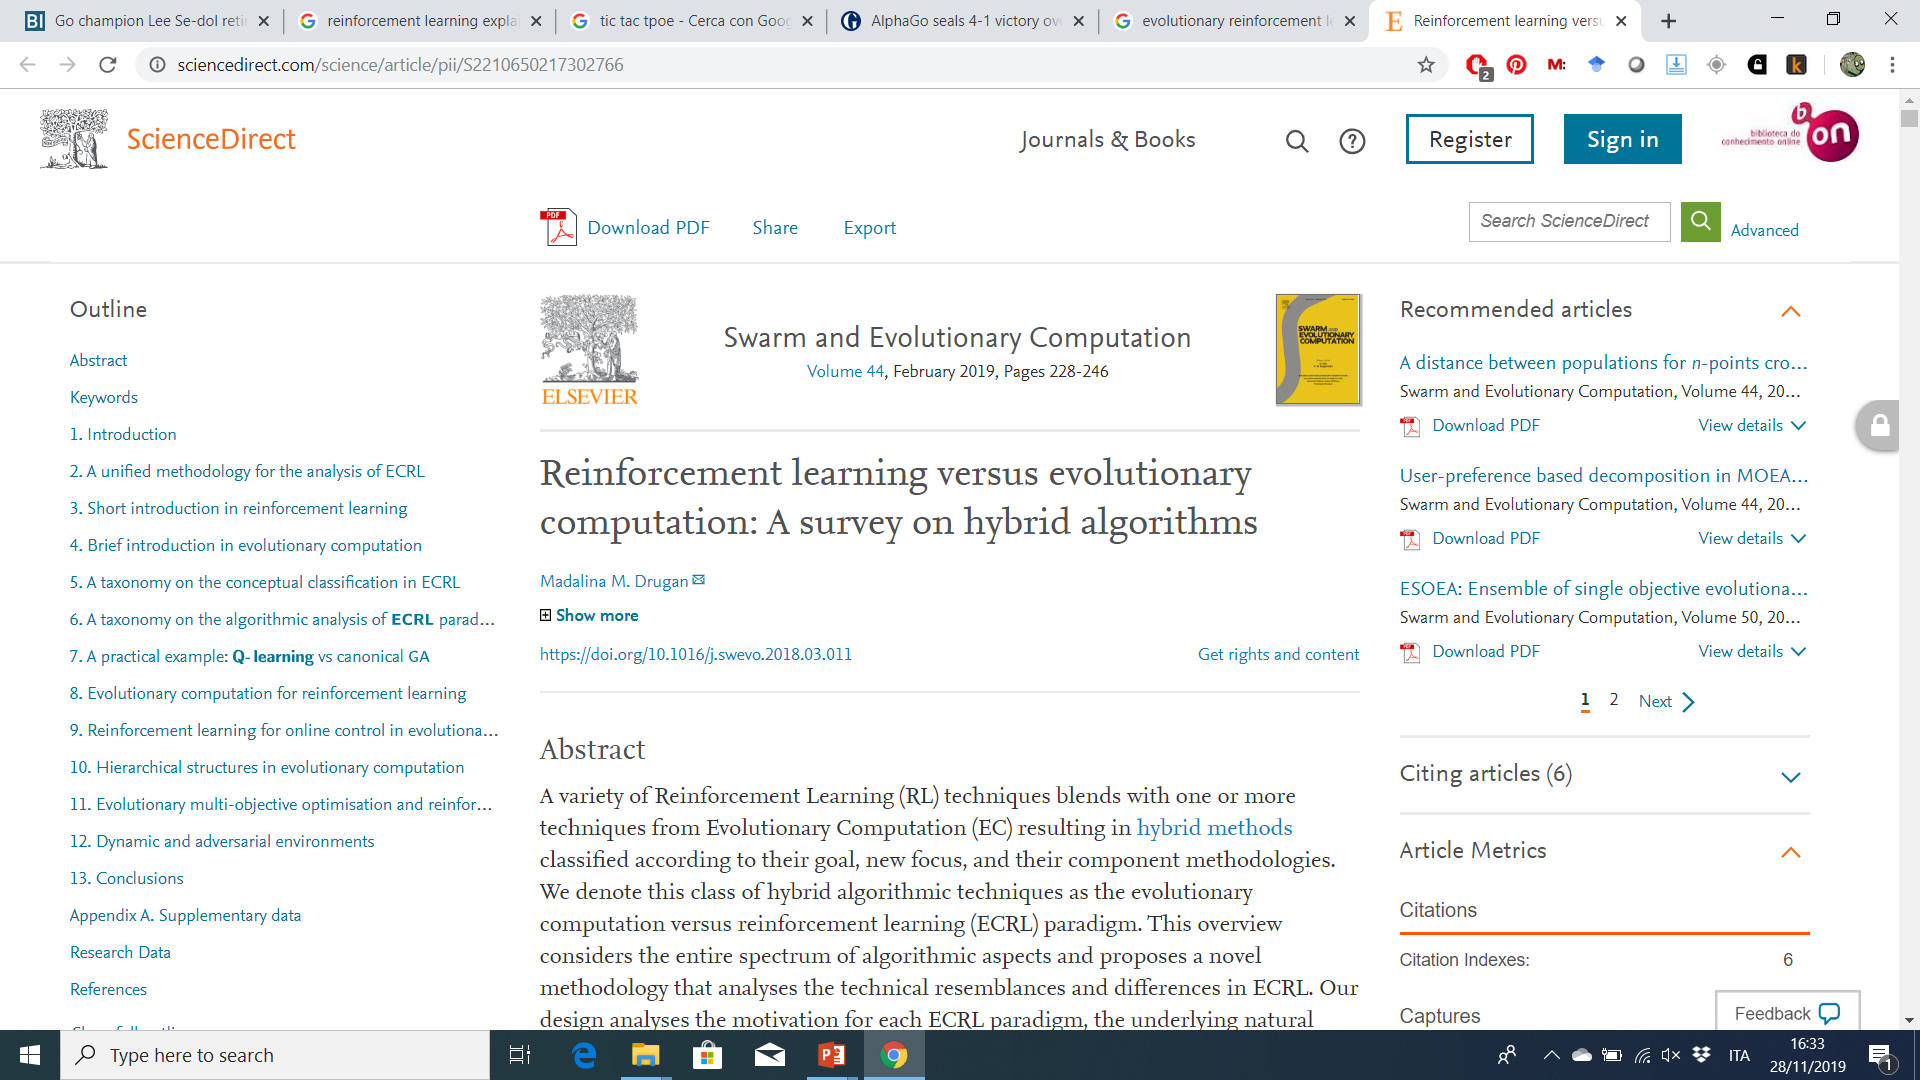 BI Go champion Lee Se-dol reti
reinforcement learning expla
tic tac tpoe - Cerca con Goog
AlphaGo seals 4-1 victory ov
evolutionary reinforcement l
Reinforcement learning vers
sciencedirect.com/science/article/pii/S2210650217302766
2
M:
k
ScienceDirect
Journals & Books
Register
Sign in
biblioteca do
conhecimento online
b
on
PDF
Download PDF
Share
Export
Search ScienceDirect
Advanced
Outline
Abstract
Keywords
1. Introduction
2. A unified methodology for the analysis of ECRL
3. Short introduction in reinforcement learning
4. Brief introduction in evolutionary computation
5. A taxonomy on the conceptual classification in ECRL
6. A taxonomy on the algorithmic analysis of ECRL parad...
7. A practical example: Q-learning vs canonical GA
8. Evolutionary computation for reinforcement learning
9. Reinforcement learning for online control in evolutiona...
10. Hierarchical structures in evolutionary computation
11. Evolutionary multi-objective optimisation and reinfor...
12. Dynamic and adversarial environments
13. Conclusions
Appendix A. Supplementary data
Research Data
References
ELSEVIER
Swarm and Evolutionary Computation
Volume 44, February 2019, Pages 228-246
SWARM AND
EVOLUTIONARY
COMPUTATION
Reinforcement learning versus evolutionary
computation: A survey on hybrid algorithms
Madalina M. Drugan
Show more
https://doi.org/10.1016/j.swevo.2018.03.011
Get rights and content
Abstract
A variety of Reinforcement Learning (RL) techniques blends with one or more
techniques from Evolutionary Computation (EC) resulting in hybrid methods
classified according to their goal, new focus, and their component methodologies.
We denote this class of hybrid algorithmic techniques as the evolutionary
computation versus reinforcement learning (ECRL) paradigm. This overview
considers the entire spectrum of algorithmic aspects and proposes a novel
methodology that analyses the technical resemblances and differences in ECRL. Our
design analyses the motivation for each ECRL paradigm, the underlying natural
Recommended articles
A distance between populations for n-points cro...
Swarm and Evolutionary Computation, Volume 44, 20...
Download PDF
View details
User-preference based decomposition in MOEA...
Swarm and Evolutionary Computation, Volume 44, 20...
Download PDF
View details
ESOEA: Ensemble of single objective evolutiona...
Swarm and Evolutionary Computation, Volume 50, 20...
Download PDF
View details
1 2 Next
Citing articles (6)
Article Metrics
Citations
Citation Indexes: 6
Captures
Feedback
Type here to search
ITA
16:33
28/11/2019
1